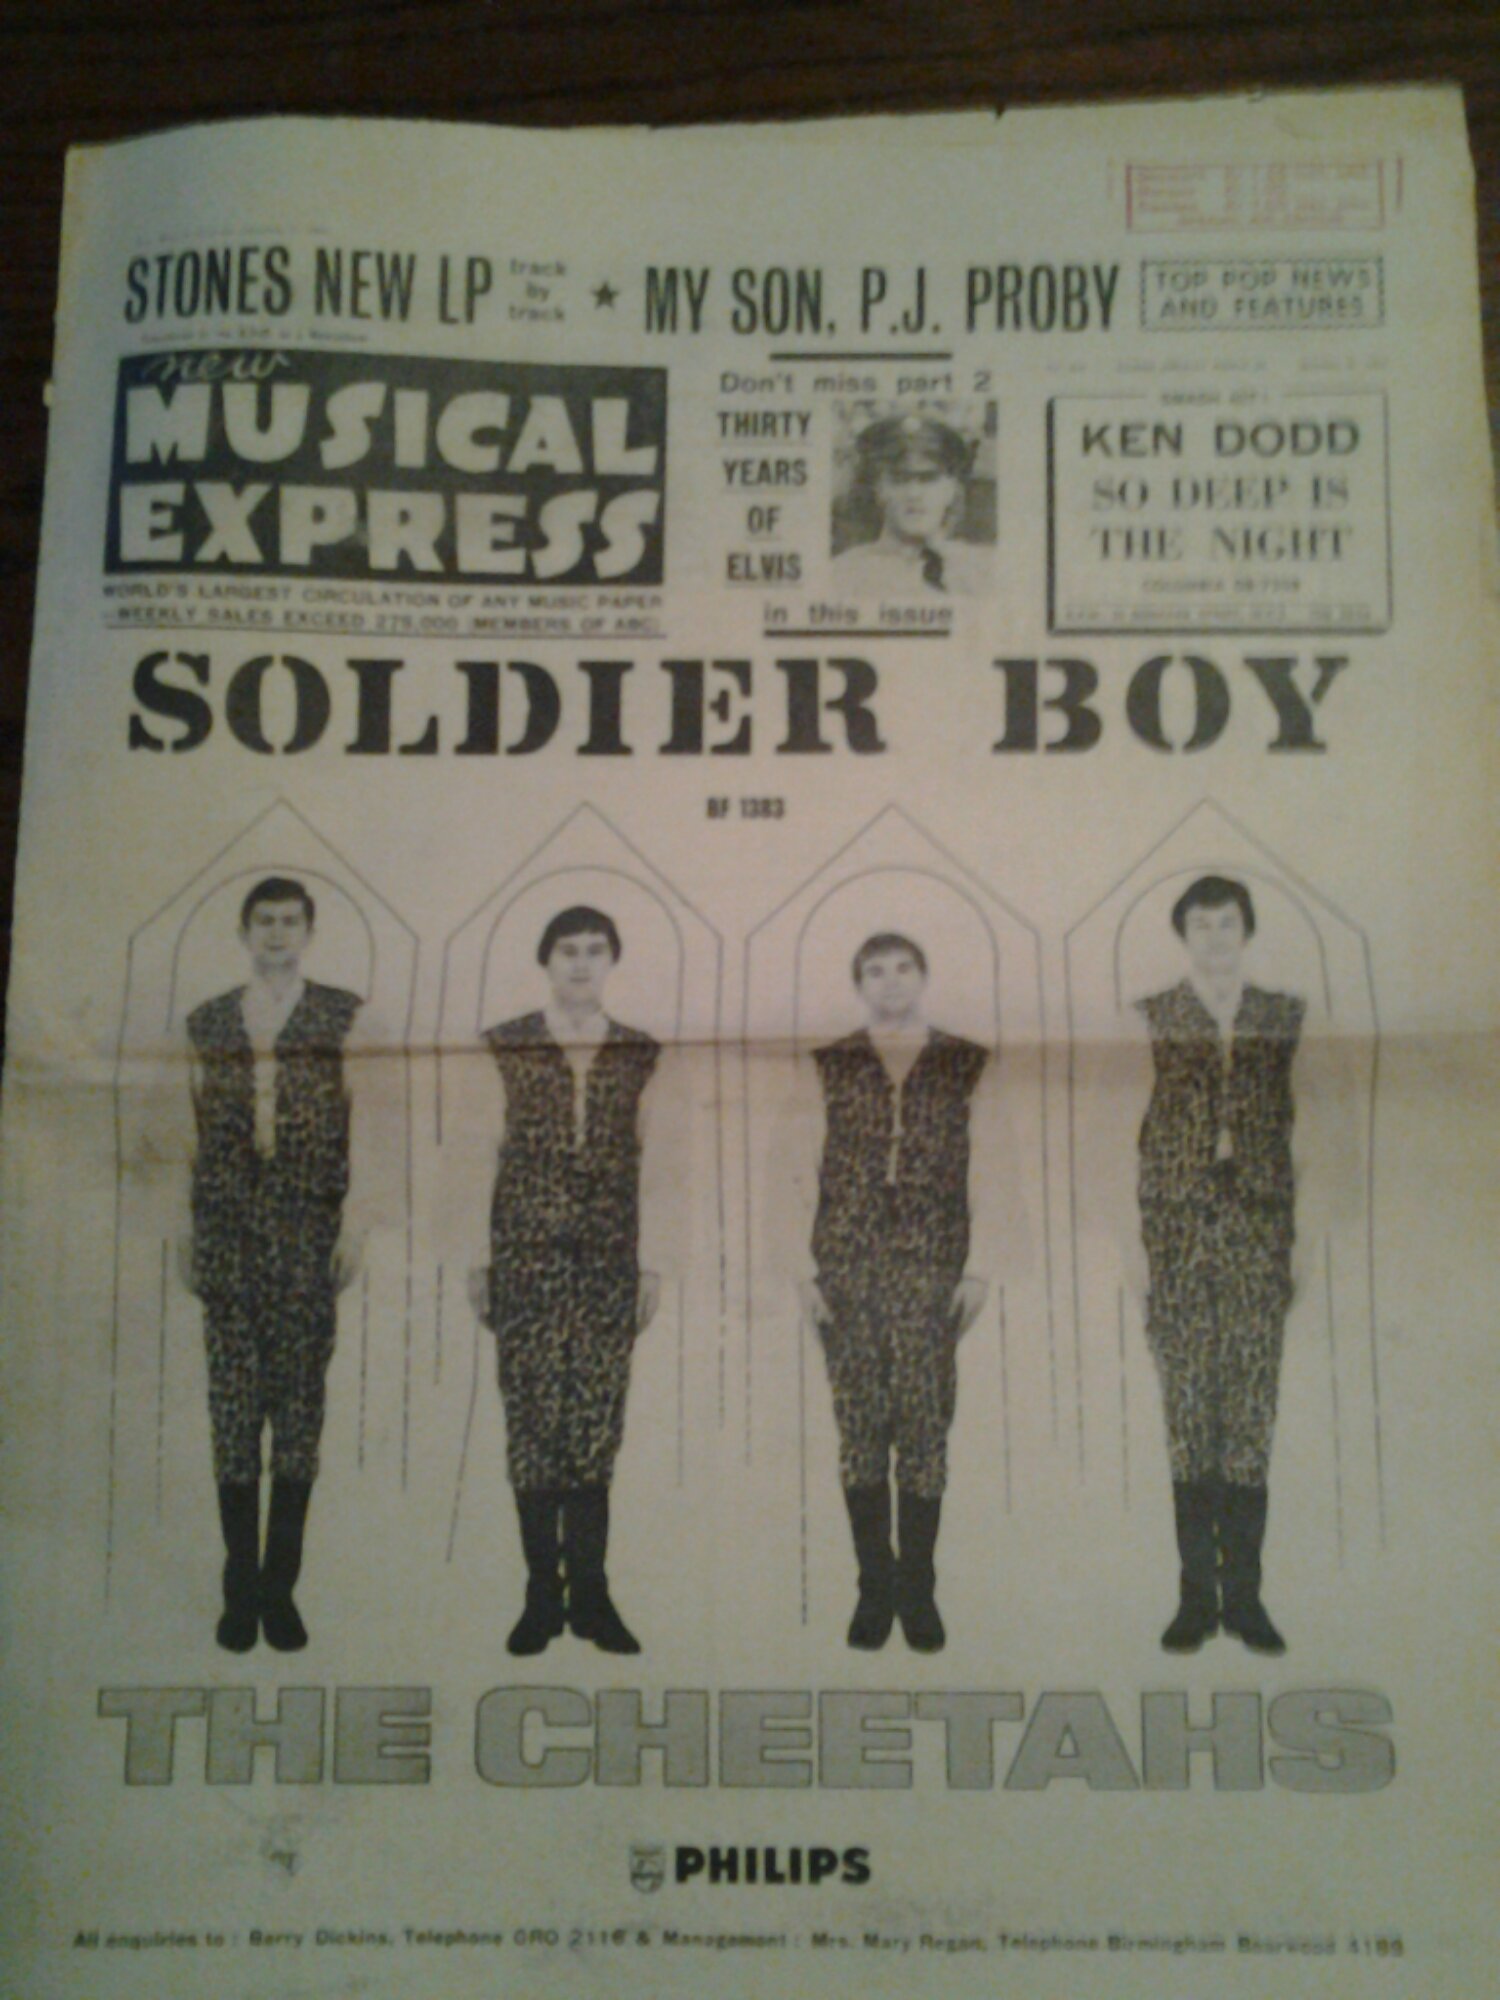 STONES NEW LP track by track ★ MY SON, P.J. PROBY
TOP POP NEWS
AND FEATURES
new
MUSICAL
EXPRESS
WORLD'S LARGEST CIRCULATION OF ANY MUSIC PAPER
WEEKLY SALES EXCEED 275,000 (MEMBERS OF ABC)
Don't miss part 2
THIRTY
YEARS
OF
ELVIS
in this issue
KEN DODD
SO DEEP IS
THE NIGHT
COLUMBIA
SOLDIER BOY
BF 1383
THE CHEETAHS
PHILIPS
All enquiries to : Barry Dickins, Telephone GRO 2116 & Management : Mrs. Mary Regan, Telephone Birmingham Bearwood 4189